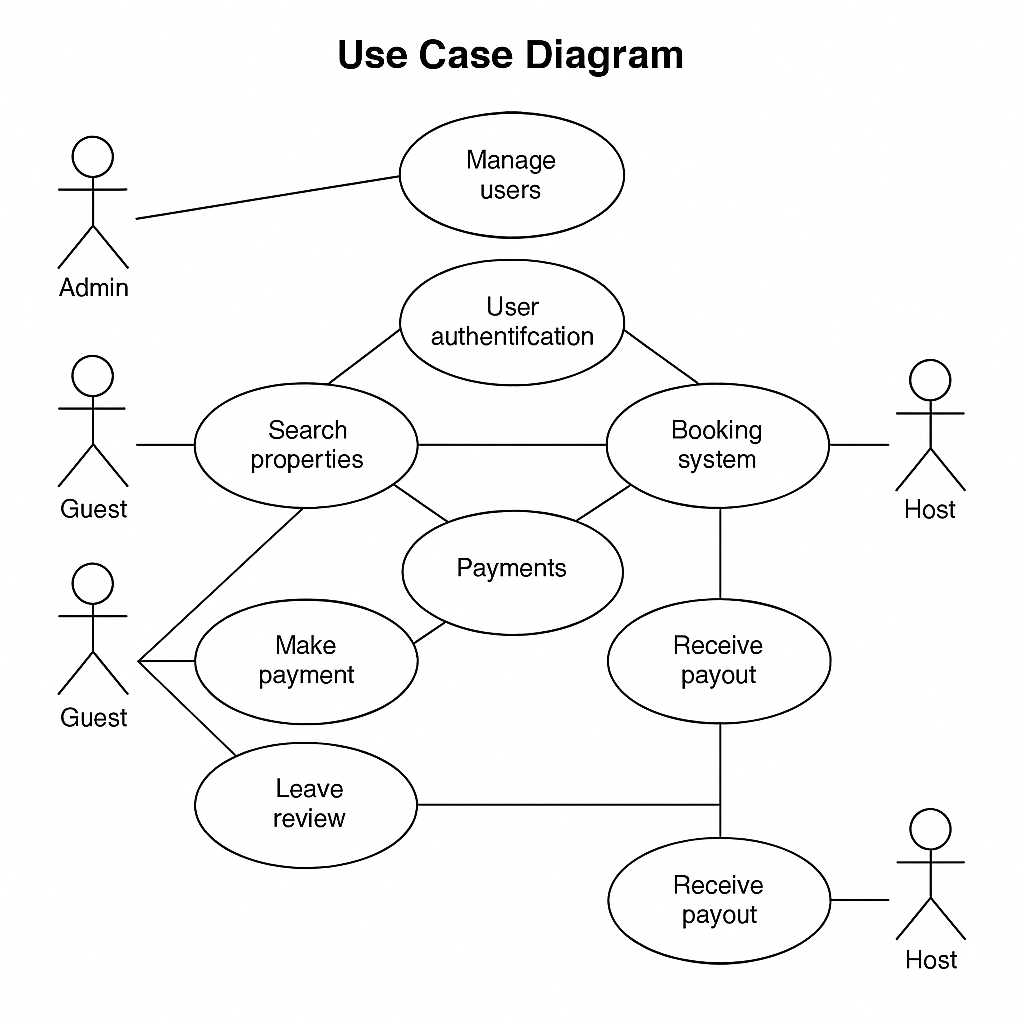 Use Case Diagram
Manage
users
Admin
User
authentifcation
Search
properties
Booking
system
Guest
Host
Payments
Make
payment
Receive
payout
Guest
Leave
review
Receive
payout
Host